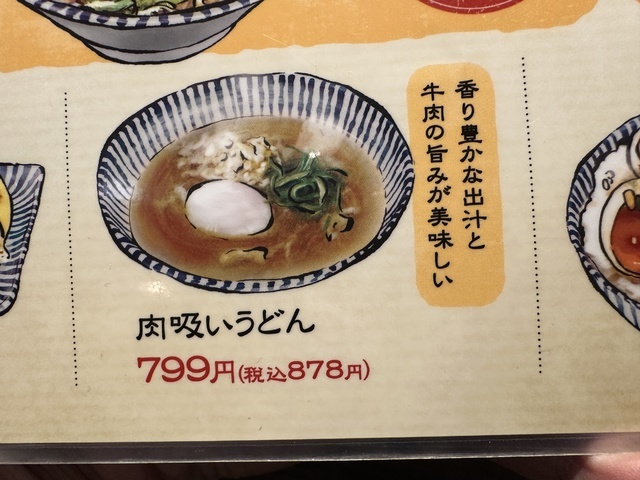 香り豊かな出汁と
牛肉の旨みが美味しい
肉吸いうどん
799円(税込878円)